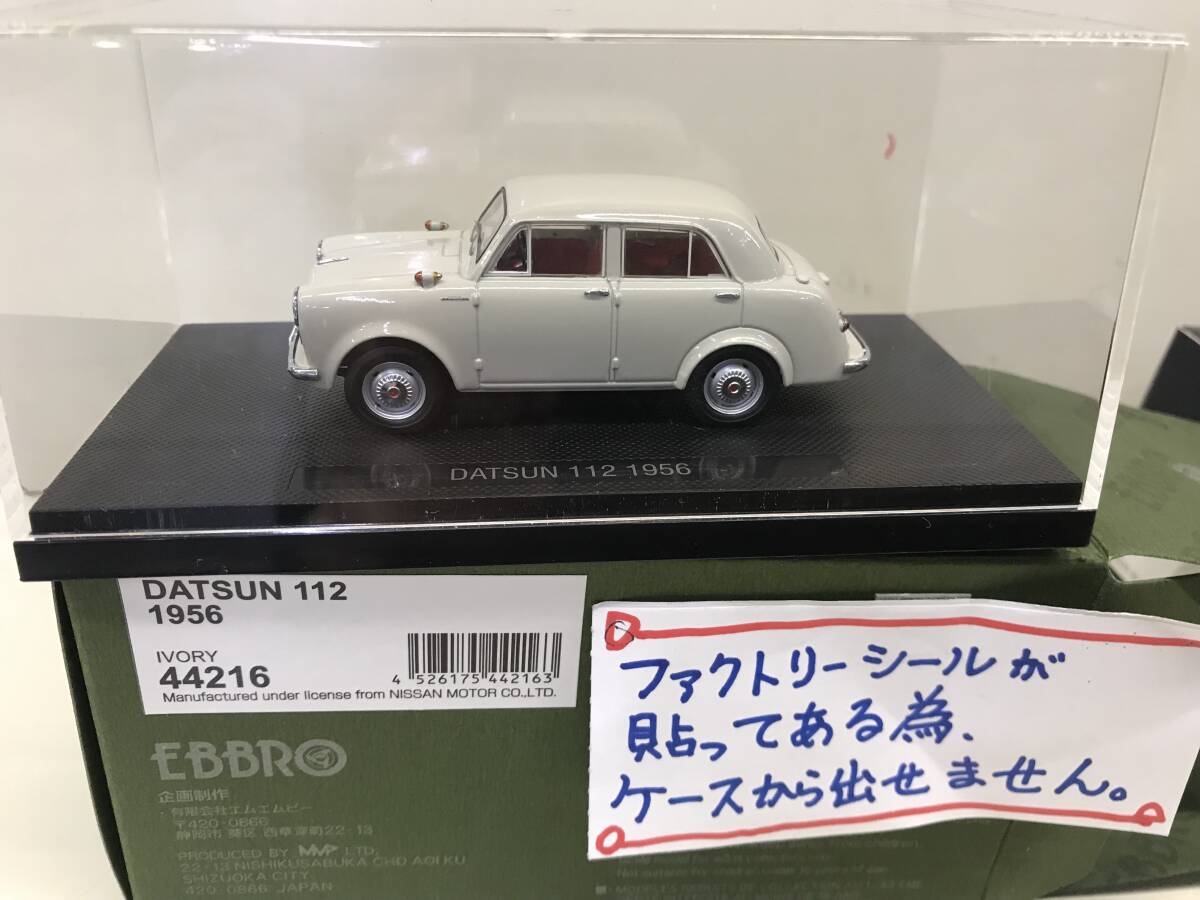 DATSUN 112 1956
DATSUN 112
1956
IVORY
44216
4 526175 442163
Manufactured under license from NISSAN MOTOR CO.,LTD.
ファクトリーシールが
貼ってある為、
ケースから出せません。
EBBRO
企画制作
有限会社エムエムピー
〒420-0866
静岡市 葵区 西草深町22-13
PRODUCED BY MMP LTD.
22-13 NISHIKUSABUKA CHO AOI KU
SHIZUOKA CITY
420-0866 JAPAN